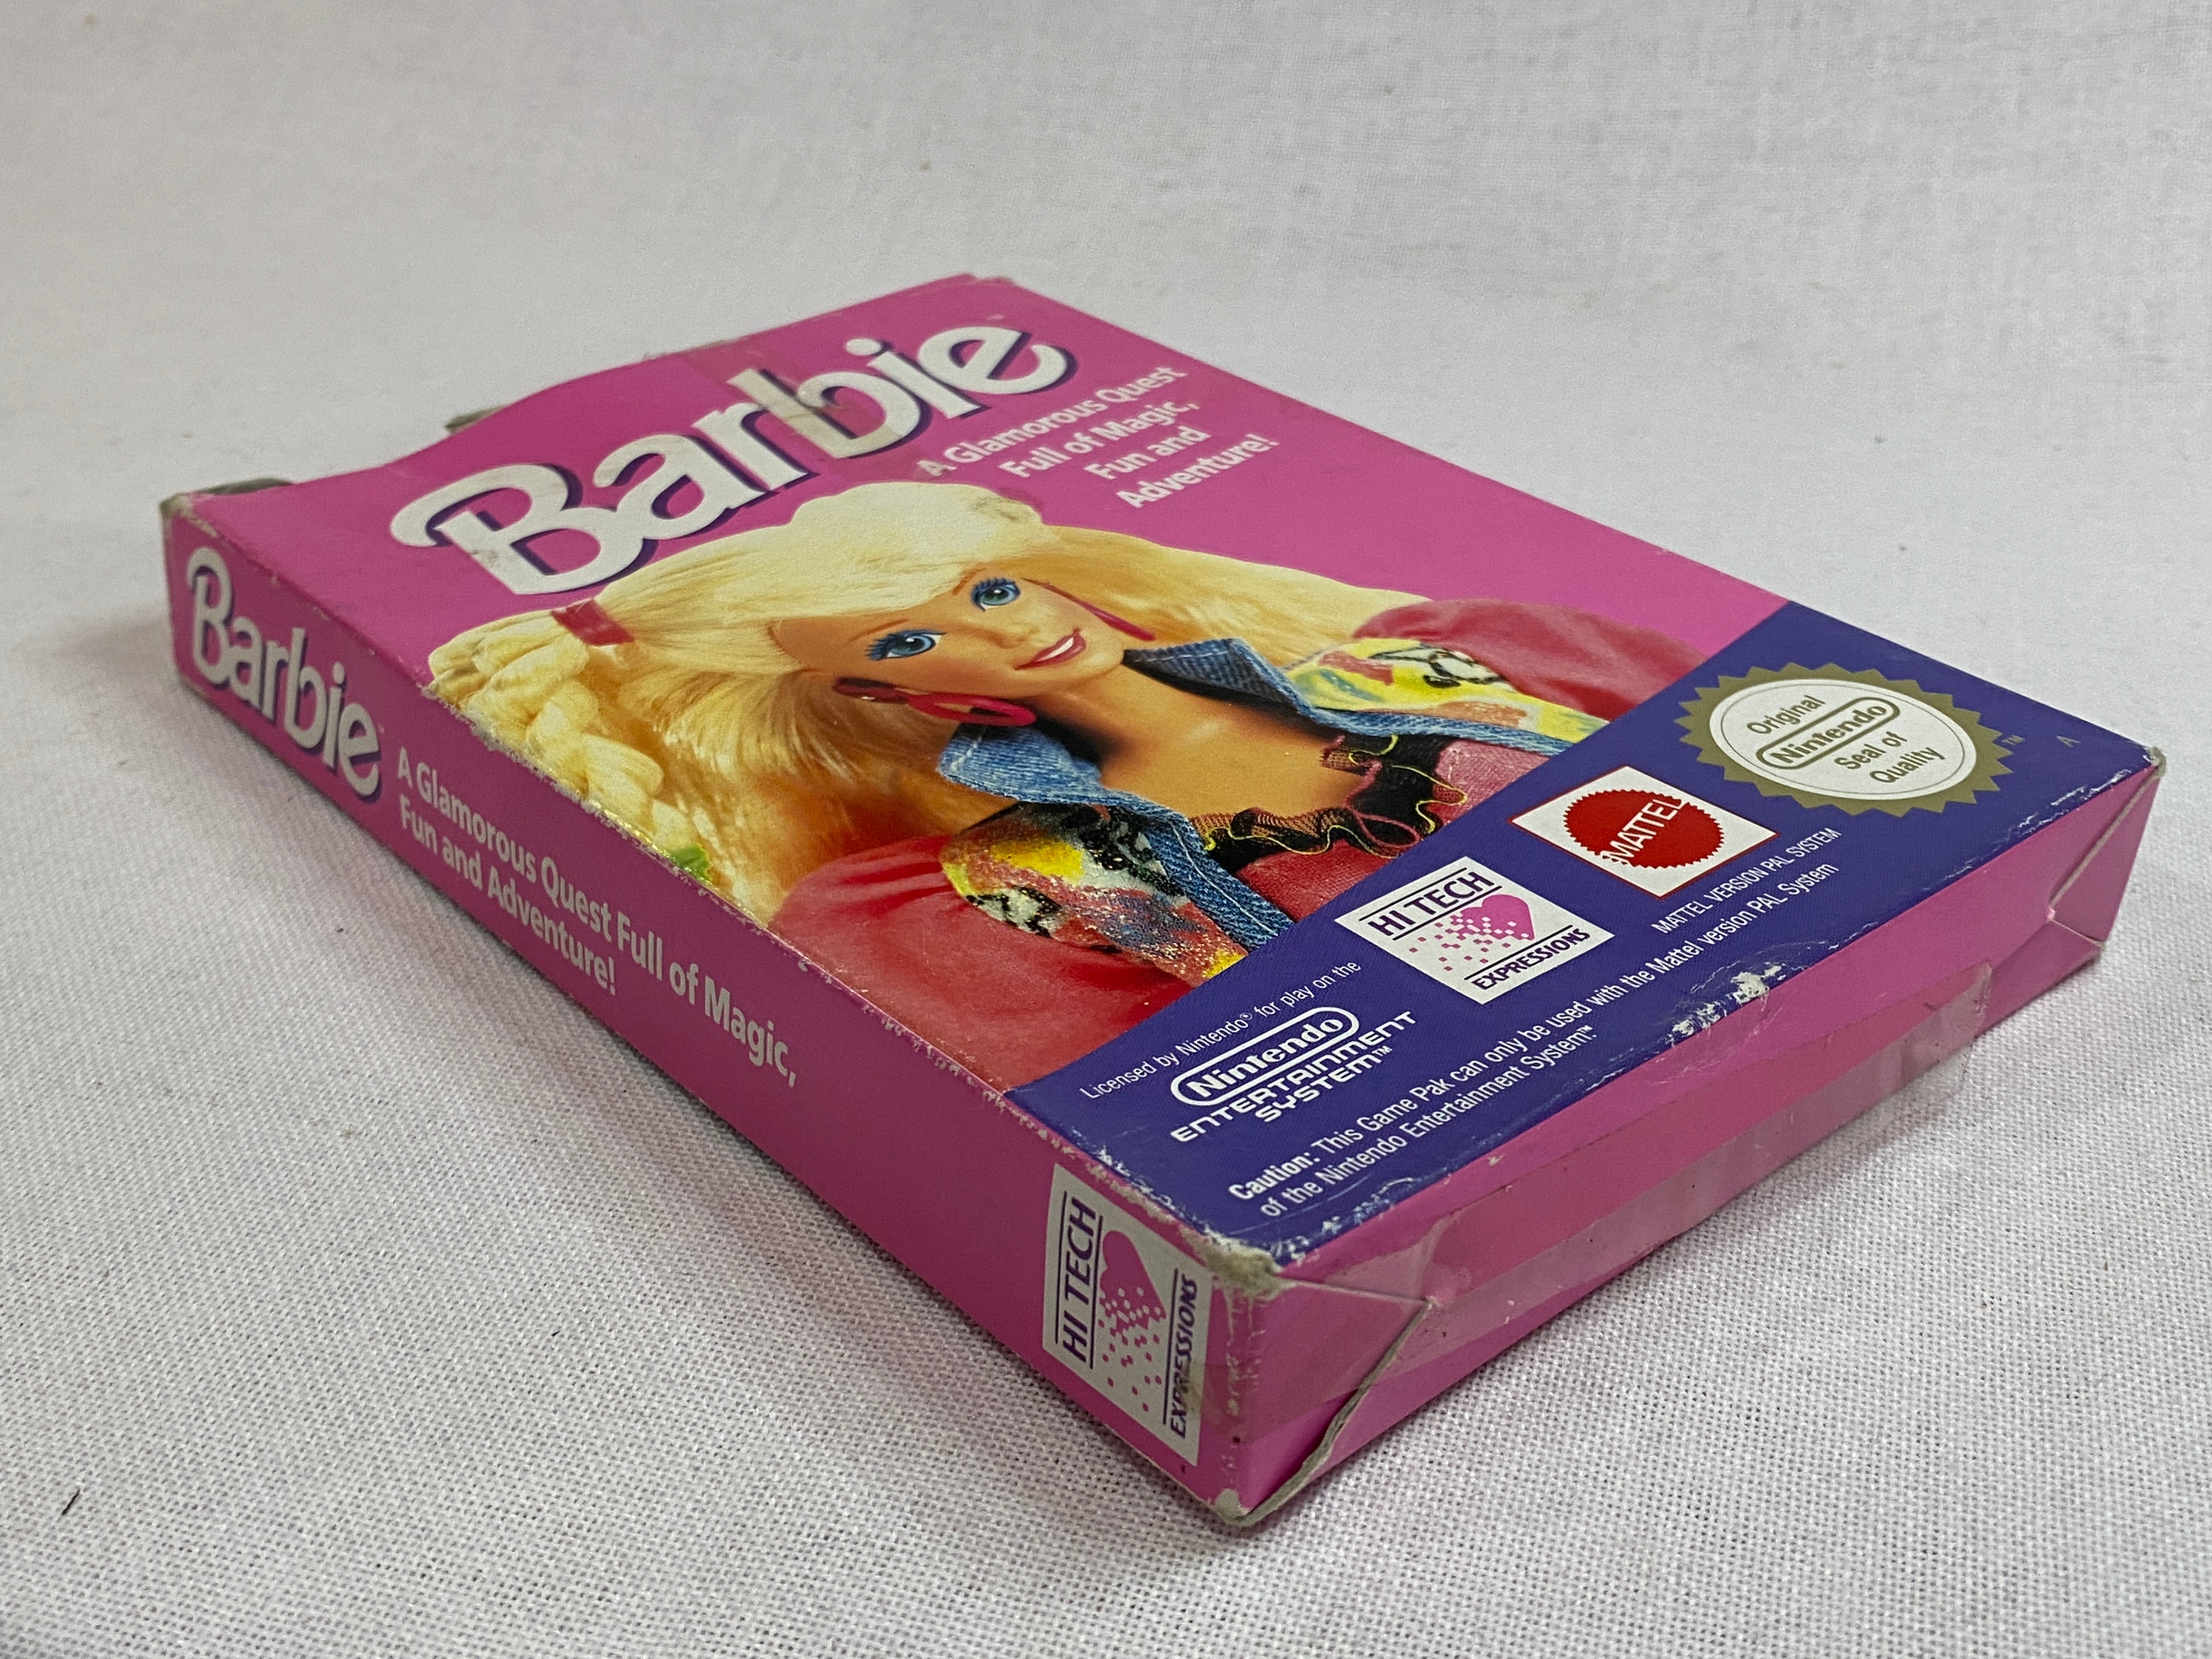 Barbie™
A Glamorous Quest
Full of Magic,
Fun and
Adventure!
Original
Nintendo
Seal of
Quality
™
A
MATTEL
MATTEL VERSION PAL SYSTEM
HI TECH
EXPRESSIONS
Licensed by Nintendo® for play on the
Nintendo
ENTERTAINMENT
SYSTEM™
Caution: This Game Pak can only be used with the Mattel version PAL System
of the Nintendo Entertainment System™.
Barbie™
A Glamorous Quest Full of Magic,
Fun and Adventure!
HI TECH
EXPRESSIONS